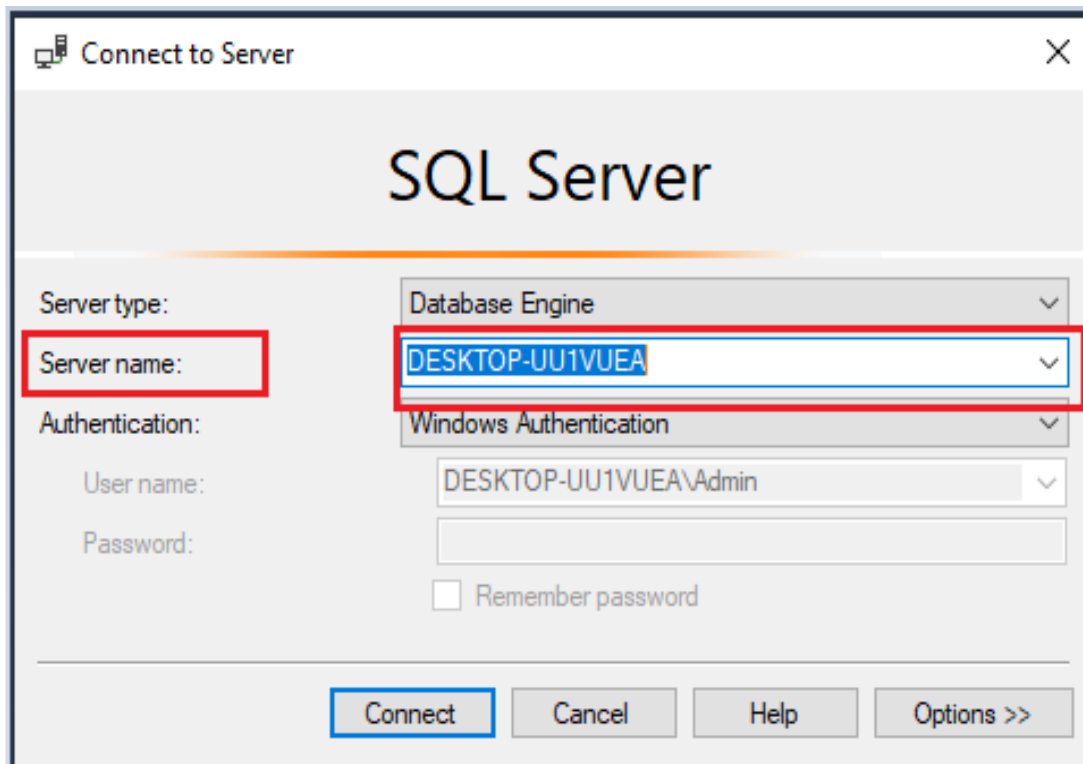 Connect to Server
SQL Server
Server type: Database Engine
Server name: DESKTOP-UU1VUEA
Authentication: Windows Authentication
User name: DESKTOP-UU1VUEA\Admin
Password:
Remember password
Connect Cancel Help Options >>